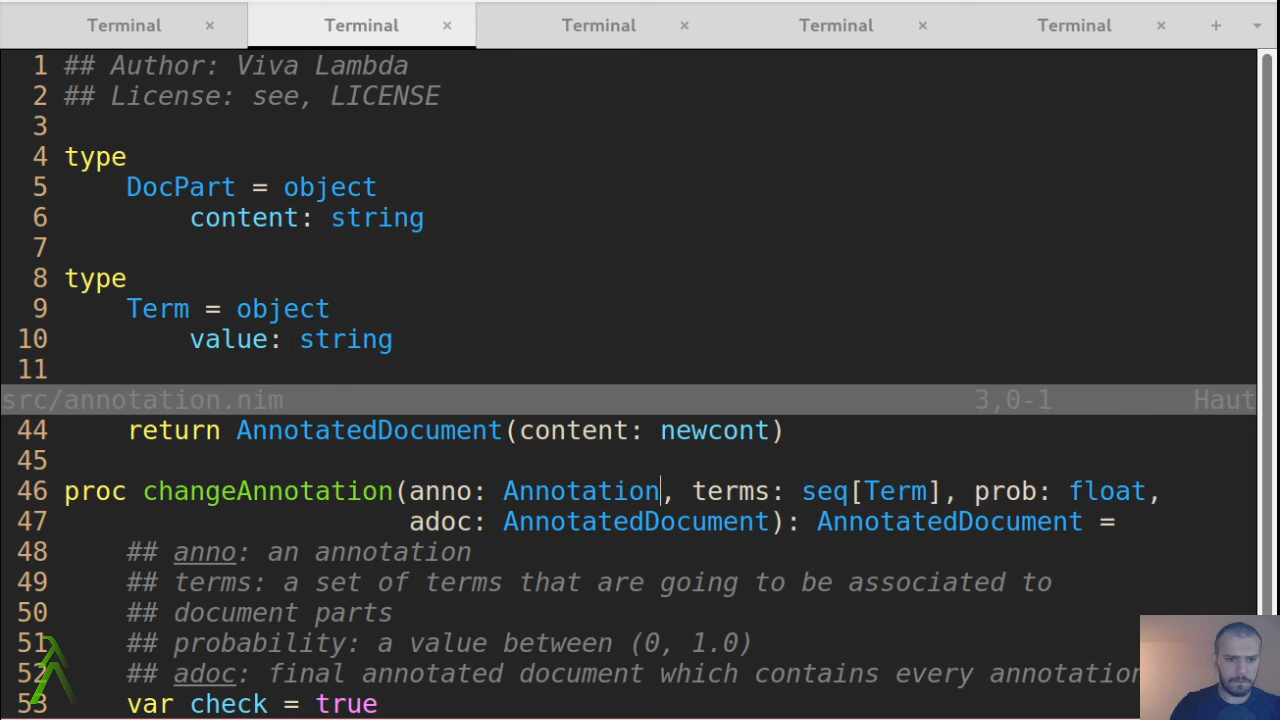 Terminal × Terminal × Terminal × Terminal × Terminal × +
1 ## Author: Viva Lambda
2 ## License: see, LICENSE
3
4 type
5 DocPart = object
6 content: string
7
8 type
9 Term = object
10 value: string
11
src/annotation.nim 3,0-1 Haut
44 return AnnotatedDocument(content: newcont)
45
46 proc changeAnnotation(anno: Annotation, terms: seq[Term], prob: float,
47 adoc: AnnotatedDocument): AnnotatedDocument =
48 ## anno: an annotation
49 ## terms: a set of terms that are going to be associated to
50 ## document parts
51 ## probability: a value between (0, 1.0)
52 ## adoc: final annotated document which contains every annotation
53 var check = true